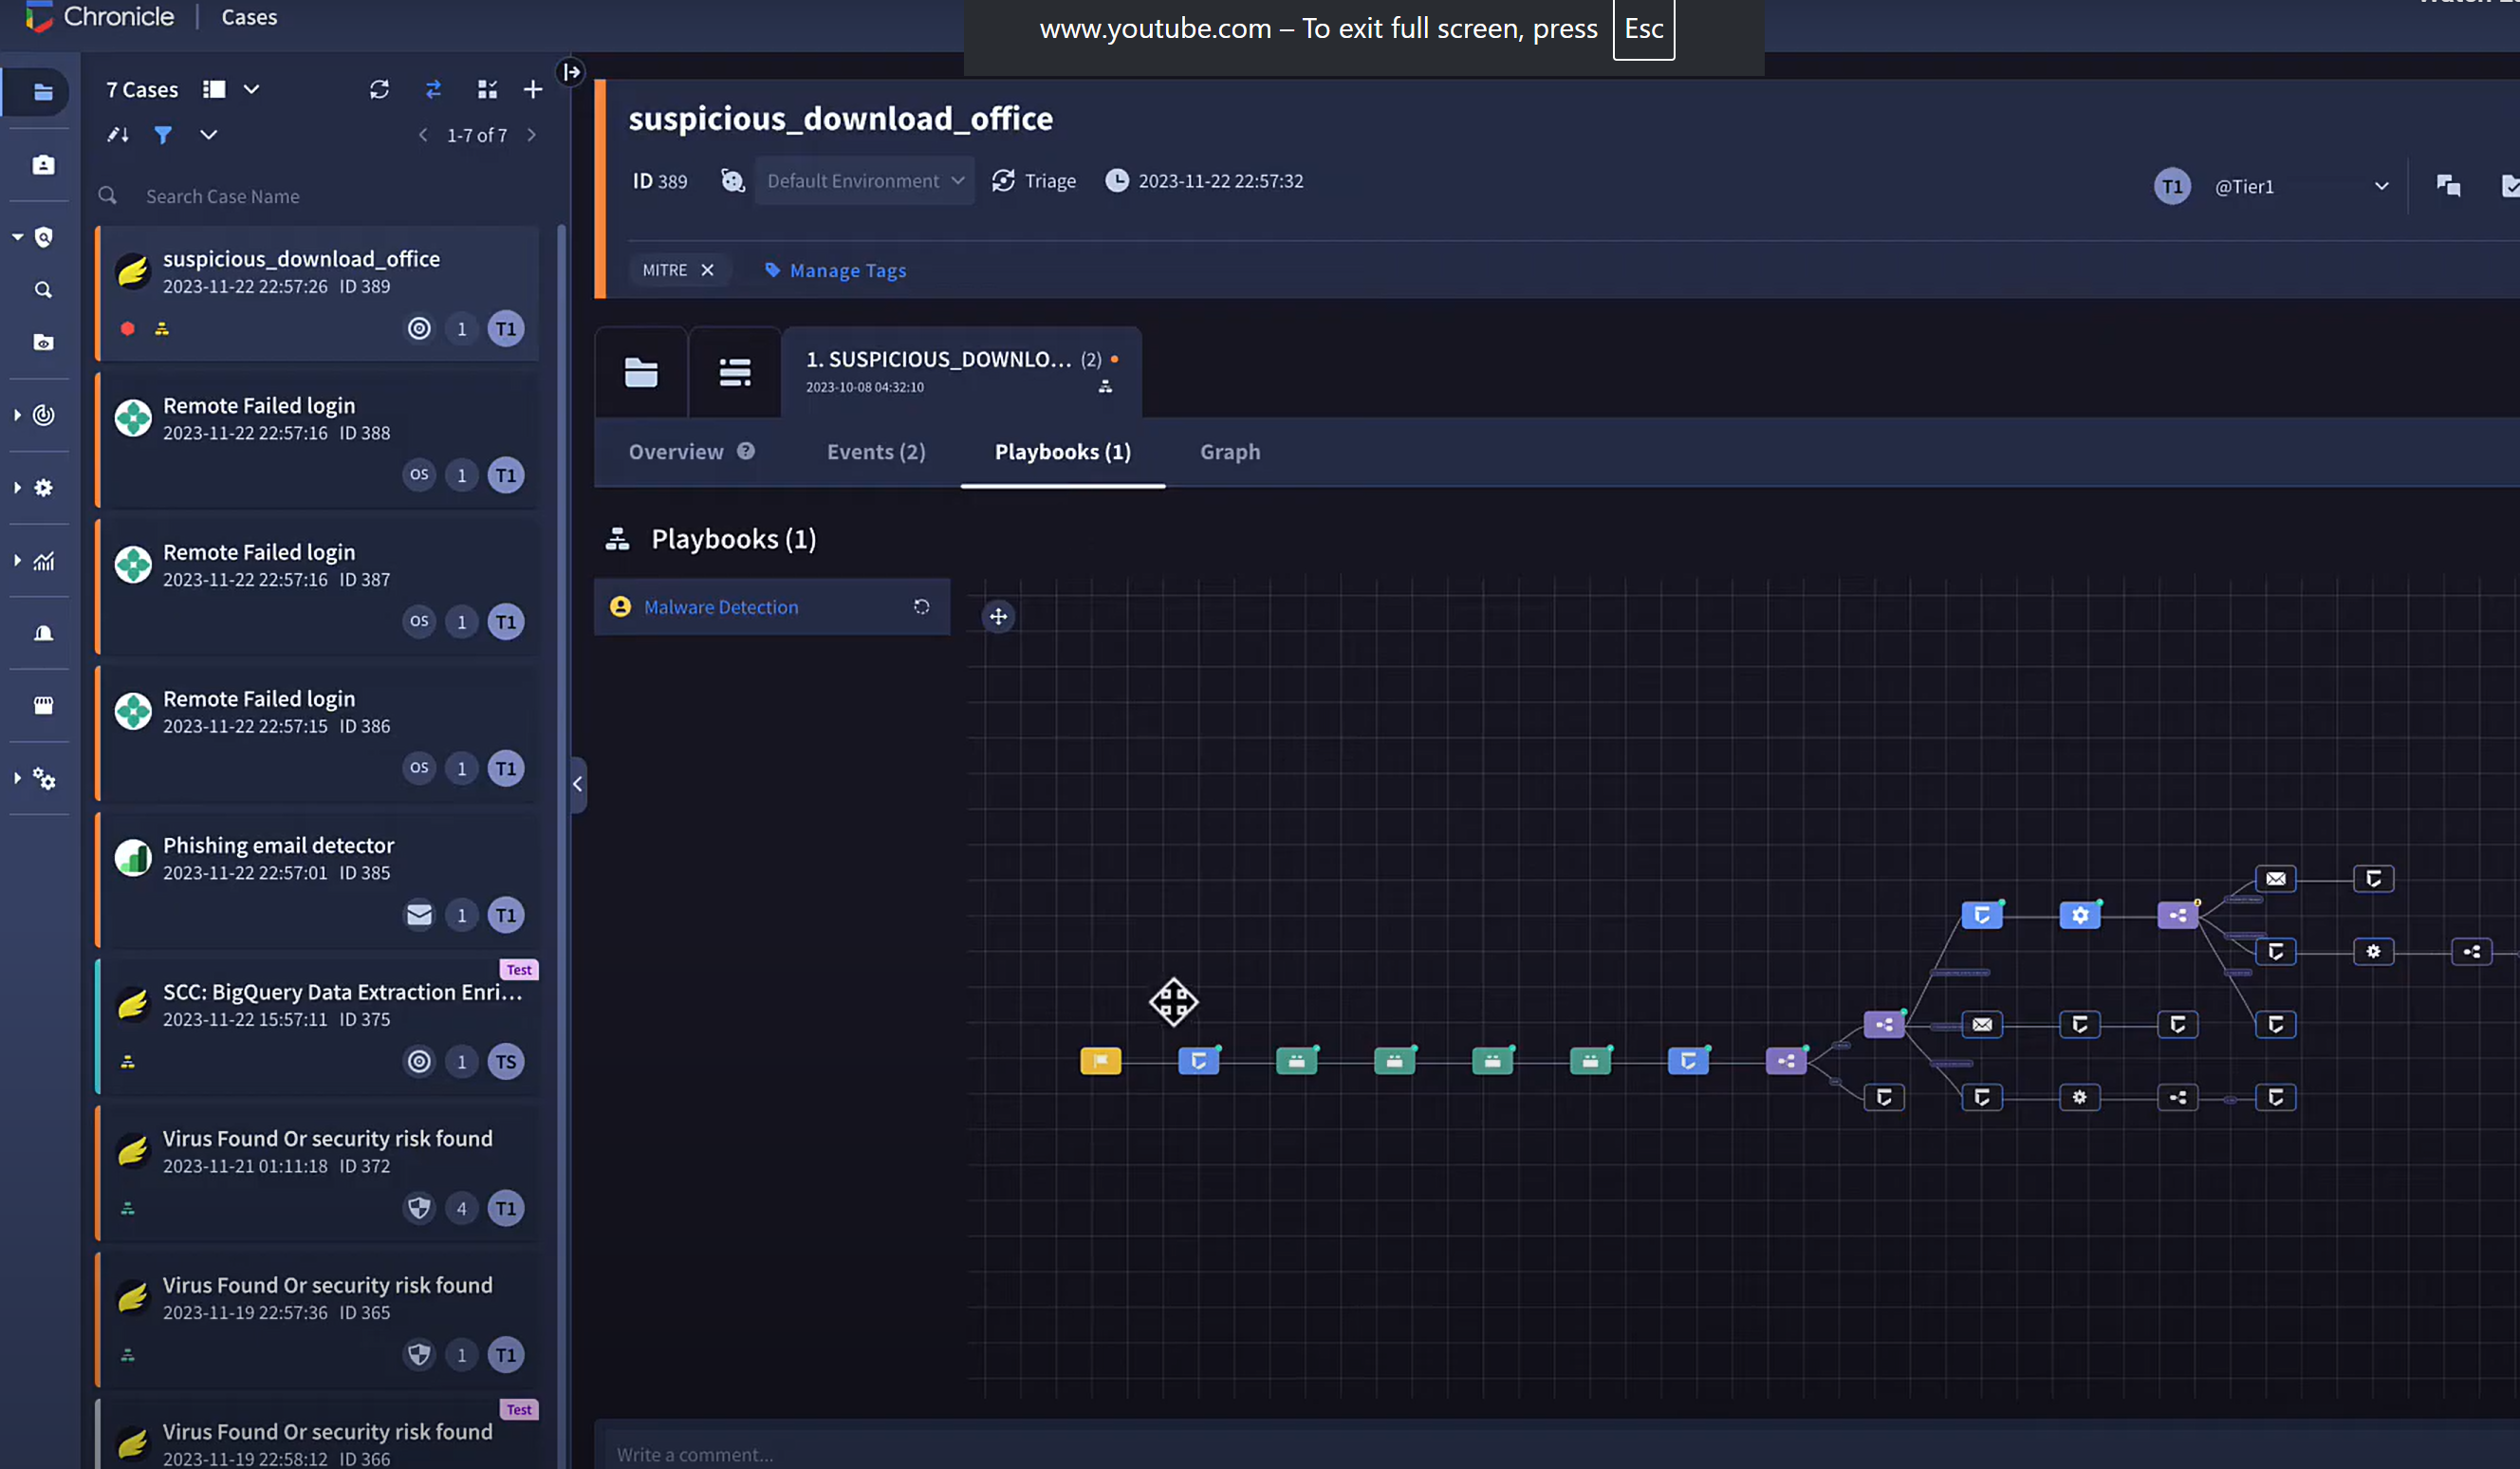 Chronicle | Cases
www.youtube.com – To exit full screen, press Esc
7 Cases
1-7 of 7
Search Case Name
suspicious_download_office
2023-11-22 22:57:26 ID 389
1 T1
Remote Failed login
2023-11-22 22:57:16 ID 388
OS 1 T1
Remote Failed login
2023-11-22 22:57:16 ID 387
OS 1 T1
Remote Failed login
2023-11-22 22:57:15 ID 386
OS 1 T1
Phishing email detector
2023-11-22 22:57:01 ID 385
1 T1
Test
SCC: BigQuery Data Extraction Enri...
2023-11-22 15:57:11 ID 375
1 TS
Virus Found Or security risk found
2023-11-21 01:11:18 ID 372
4 T1
Virus Found Or security risk found
2023-11-19 22:57:36 ID 365
1 T1
Test
Virus Found Or security risk found
2023-11-19 22:58:12 ID 366
suspicious_download_office
ID 389 Default Environment Triage 2023-11-22 22:57:32
T1 @Tier1
MITRE Manage Tags
1. SUSPICIOUS_DOWNLO... (2)
2023-10-08 04:32:10
Overview Events (2) Playbooks (1) Graph
Playbooks (1)
Malware Detection
Write a comment...